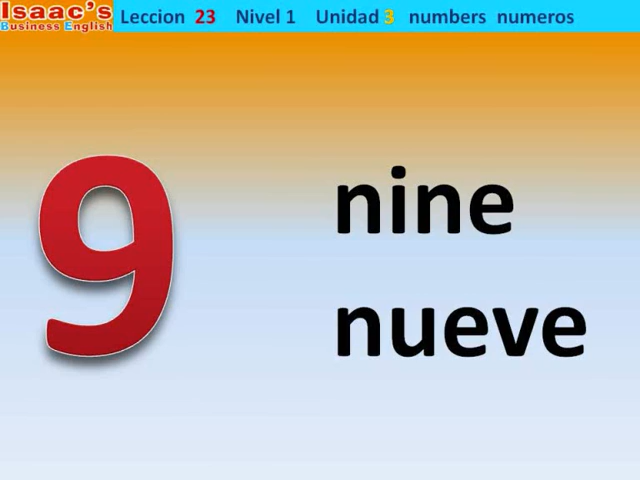 Isaac's
Business English
Leccion 23 Nivel 1 Unidad 3 numbers numeros
9
nine
nueve